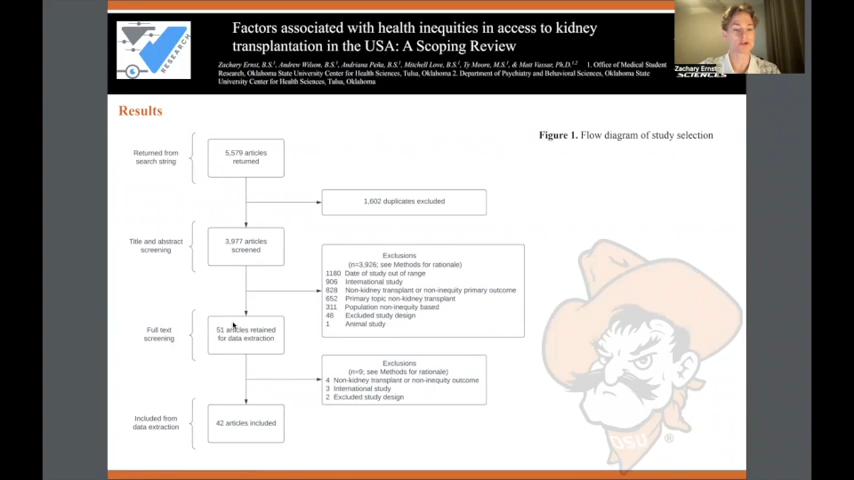 Factors associated with health inequities in access to kidney
transplantation in the USA: A Scoping Review
Zachary Ernst, B.S.¹, Andrew Wilson, B.S.¹, Andriana Peña, B.S.¹, Mitchell Love, B.S.¹, Ty Moore, M.S.¹, & Matt Vassar, Ph.D.¹,² 1. Office of Medical Student
Research, Oklahoma State University Center for Health Sciences, Tulsa, Oklahoma 2. Department of Psychiatry and Behavioral Sciences, Oklahoma State
University Center for Health Sciences, Tulsa, Oklahoma
RESEARCH
Zachary Ernst
SCIENCES
Results
Figure 1. Flow diagram of study selection
Returned from
search string
5,579 articles
returned
1,602 duplicates excluded
Title and abstract
screening
3,977 articles
screened
Exclusions
(n=3,926; see Methods for rationale)
1180 Date of study out of range
906 International study
828 Non-kidney transplant or non-inequity primary outcome
652 Primary topic non-kidney transplant
311 Population non-inequity based
48 Excluded study design
1 Animal study
Full text
screening
51 articles retained
for data extraction
Exclusions
(n=9; see Methods for rationale)
4 Non-kidney transplant or non-inequity outcome
3 International study
2 Excluded study design
Included from
data extraction
42 articles included
OSU
®